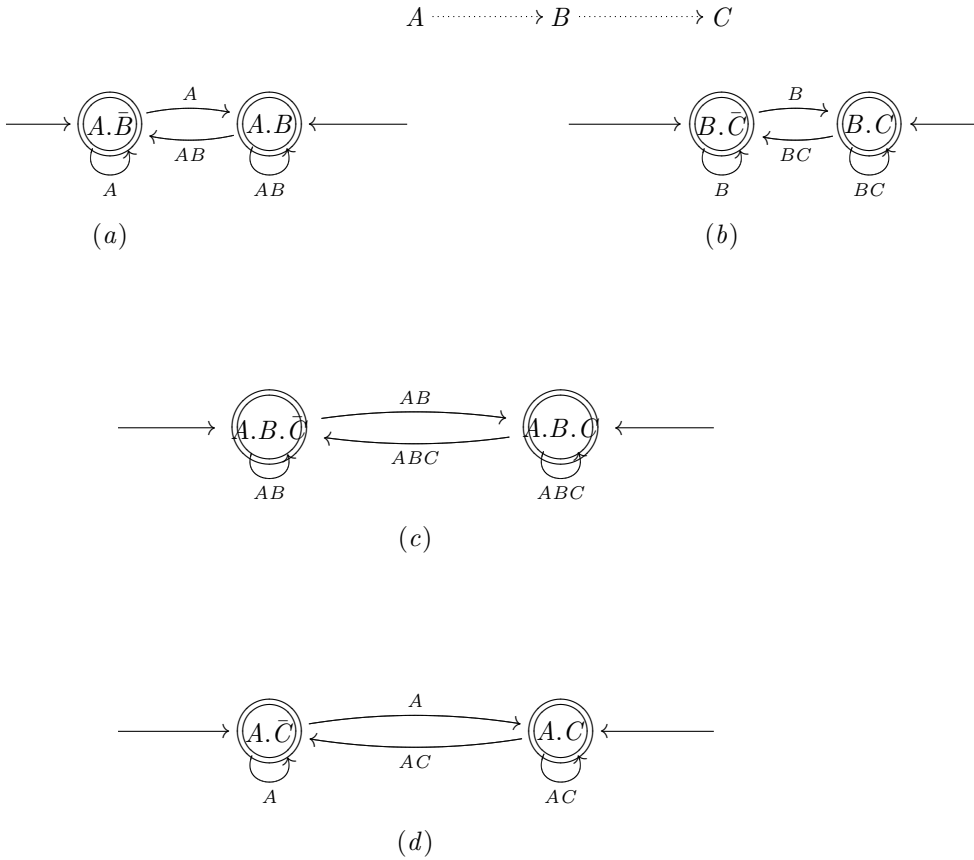 A B C
A B
A.B̄ A.B B.C̄ B.C
AB BC
A AB B BC
(a) (b)
AB
A.B.C̄ A.B.C
ABC
AB ABC
(c)
A
A.C̄ A.C
AC
A AC
(d)